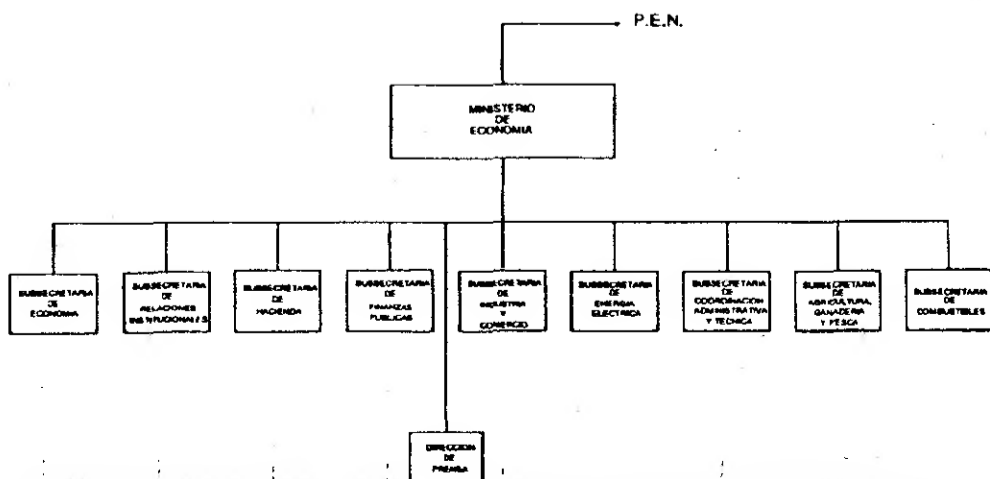 P.E.N.
MINISTERIO
DE
ECONOMIA
SUBSECRETARIA
DE
ECONOMIA
SUBSECRETARIA
DE
RELACIONES
INSTITUCIONALES
SUBSECRETARIA
DE
HACIENDA
SUBSECRETARIA
DE
FINANZAS
PUBLICAS
SUBSECRETARIA
DE
INDUSTRIA
Y
COMERCIO
SUBSECRETARIA
DE
ENERGIA
ELECTRICA
SUBSECRETARIA
DE
COORDINACION
ADMINISTRATIVA
Y TECNICA
SUBSECRETARIA
DE
AGRICULTURA,
GANADERIA
Y PESCA
SUBSECRETARIA
DE
COMBUSTIBLES
DIRECCION
DE
PRENSA